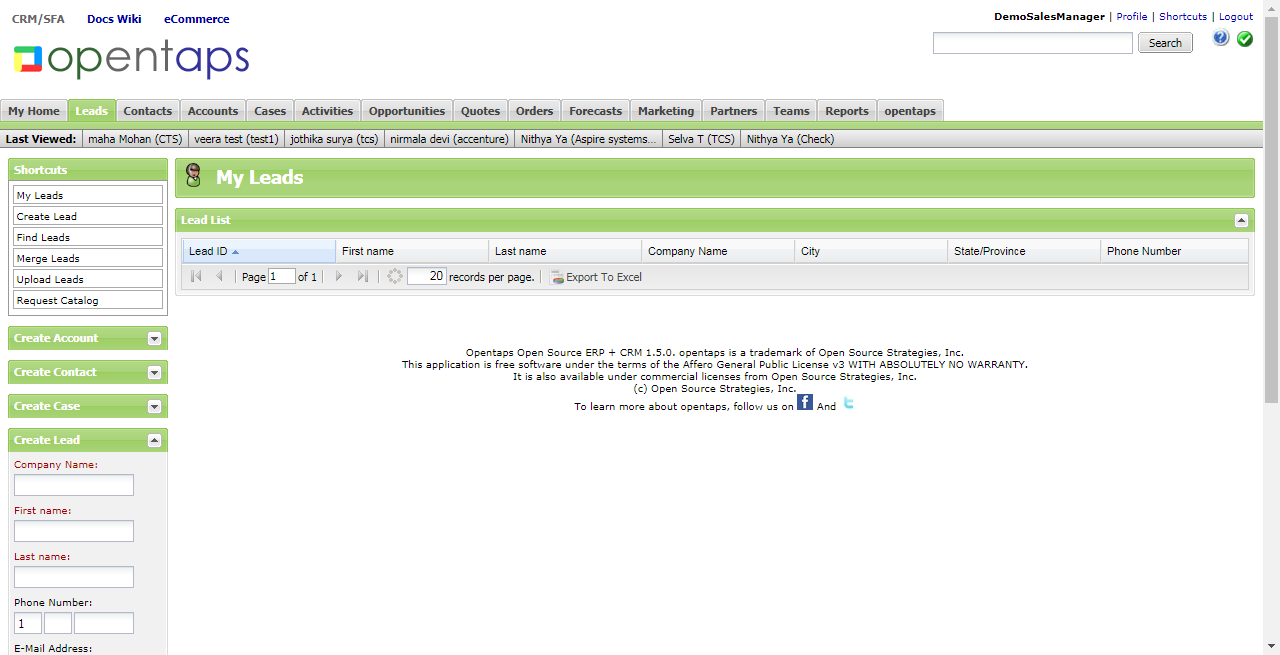 CRM/SFA Docs Wiki eCommerce
DemoSalesManager | Profile | Shortcuts | Logout
opentaps
Search
?
My Home Leads Contacts Accounts Cases Activities Opportunities Quotes Orders Forecasts Marketing Partners Teams Reports opentaps
Last Viewed: maha Mohan (CTS) veera test (test1) jothika surya (tcs) nirmala devi (accenture) Nithya Ya (Aspire systems... Selva T (TCS) Nithya Ya (Check)
Shortcuts
My Leads
Create Lead
Find Leads
Merge Leads
Upload Leads
Request Catalog
Create Account
Create Contact
Create Case
Create Lead
Company Name:
First name:
Last name:
Phone Number:
1
E-Mail Address:
My Leads
Lead List
Lead ID First name Last name Company Name City State/Province Phone Number
Page 1 of 1 20 records per page. Export To Excel
Opentaps Open Source ERP + CRM 1.5.0. opentaps is a trademark of Open Source Strategies, Inc.
This application is free software under the terms of the Affero General Public License v3 WITH ABSOLUTELY NO WARRANTY.
It is also available under commercial licenses from Open Source Strategies, Inc.
(c) Open Source Strategies, Inc.
To learn more about opentaps, follow us on f And t